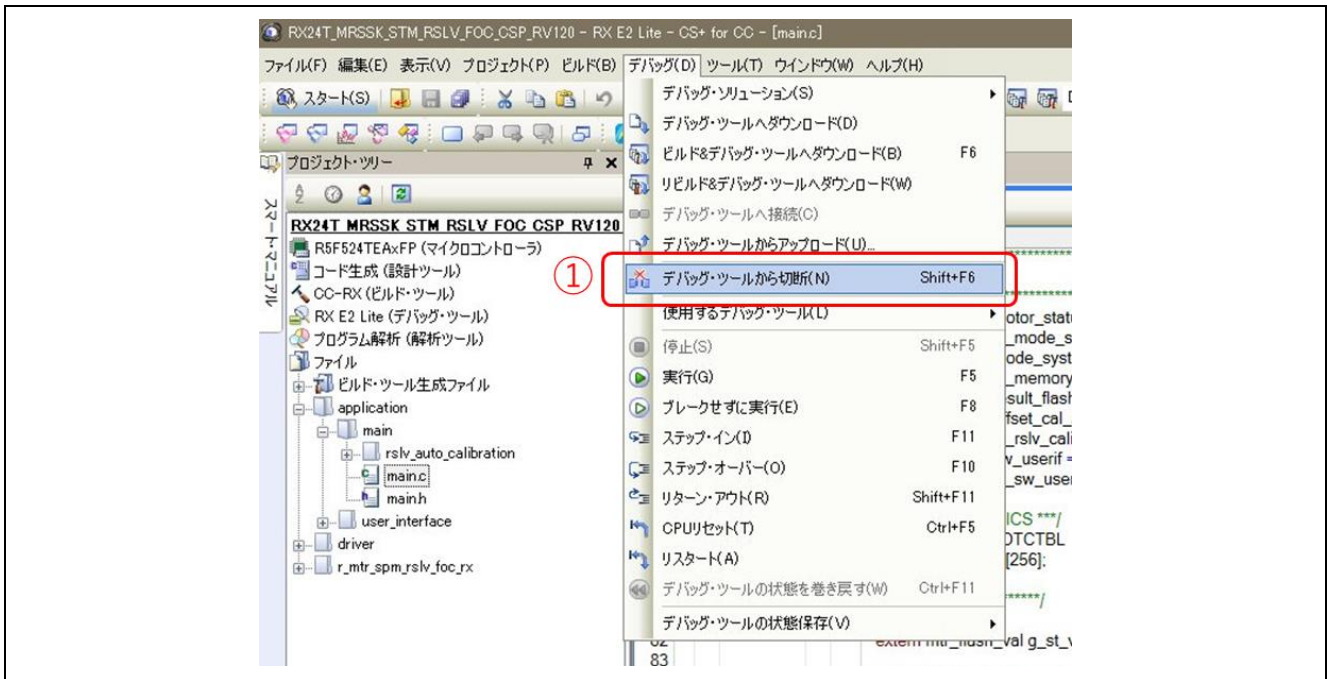 RX24T_MRSSK_STM_RSLV_FOC_CSP_RV120 - RX E2 Lite - CS+ for CC - [main.c]
ファイル(F) 編集(E) 表示(V) プロジェクト(P) ビルド(B) デバッグ(D) ツール(T) ウインドウ(W) ヘルプ(H)
スタート(S)
プロジェクト・ツリー
スマートマニュアル
RX24T_MRSSK_STM_RSLV_FOC_CSP_RV120
R5F524TEAxFP (マイクロコントローラ)
コード生成 (設計ツール)
CC-RX (ビルド・ツール)
RX E2 Lite (デバッグ・ツール)
プログラム解析 (解析ツール)
ファイル
ビルド・ツール生成ファイル
application
main
rslv_auto_calibration
main.c
main.h
user_interface
driver
r_mtr_spm_rslv_foc_rx
デバッグ・ソリューション(S)
デバッグ・ツールへダウンロード(D)
ビルド&デバッグ・ツールへダウンロード(B) F6
リビルド&デバッグ・ツールへダウンロード(W)
デバッグ・ツールへ接続(C)
デバッグ・ツールからアップロード(U)...
①
デバッグ・ツールから切断(N) Shift+F6
使用するデバッグ・ツール(L)
停止(S) Shift+F5
実行(G) F5
ブレークせずに実行(E) F8
ステップ・イン(I) F11
ステップ・オーバー(O) F10
リターン・アウト(R) Shift+F11
CPUリセット(T) Ctrl+F5
リスタート(A)
デバッグ・ツールの状態を巻き戻す(W) Ctrl+F11
デバッグ・ツールの状態保存(V)
otor_statu
_mode_s
ode_syst
_memory
sult_flash
fset_cal_
_rslv_cali
v_userif =
_sw_user
ICS ***/
DTCTBL
[256];
******/
_val g_st_v
83